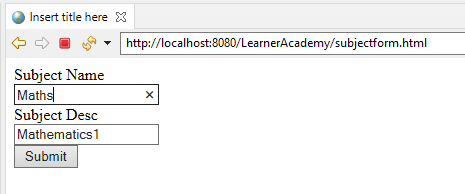 Insert title here
http://localhost:8080/LearnerAcademy/subjectform.html
Subject Name
Maths
Subject Desc
Mathematics1
Submit